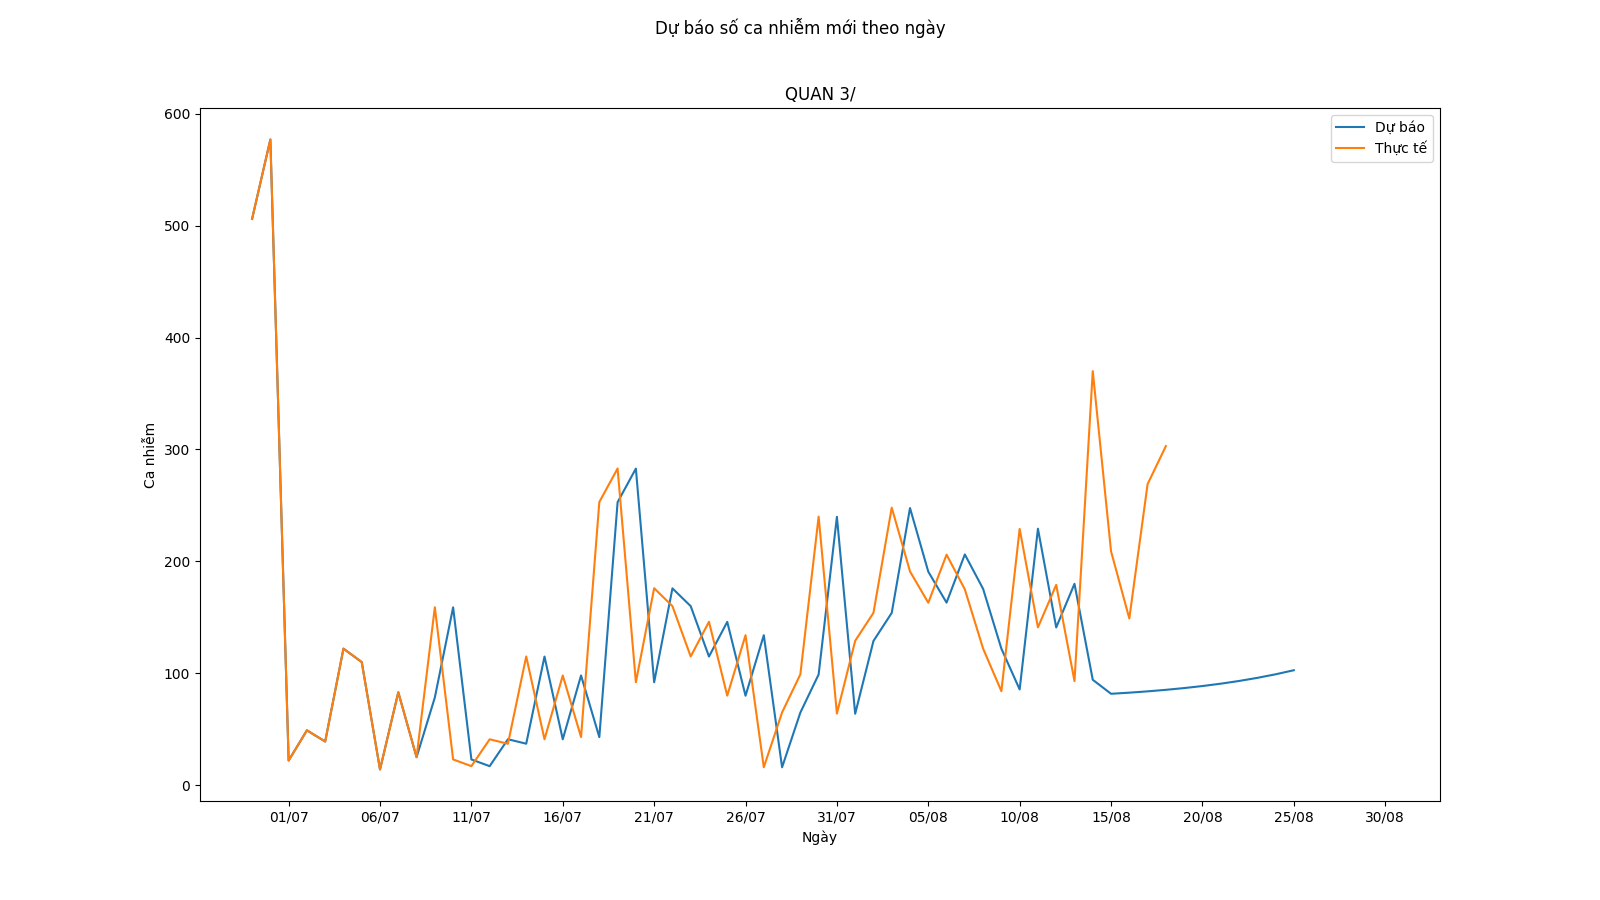 Dự báo số ca nhiễm mới theo ngày
QUAN 3/
Dự báo
Thực tế
Ca nhiễm
600
500
400
300
200
100
0
01/07 06/07 11/07 16/07 21/07 26/07 31/07 05/08 10/08 15/08 20/08 25/08 30/08
Ngày